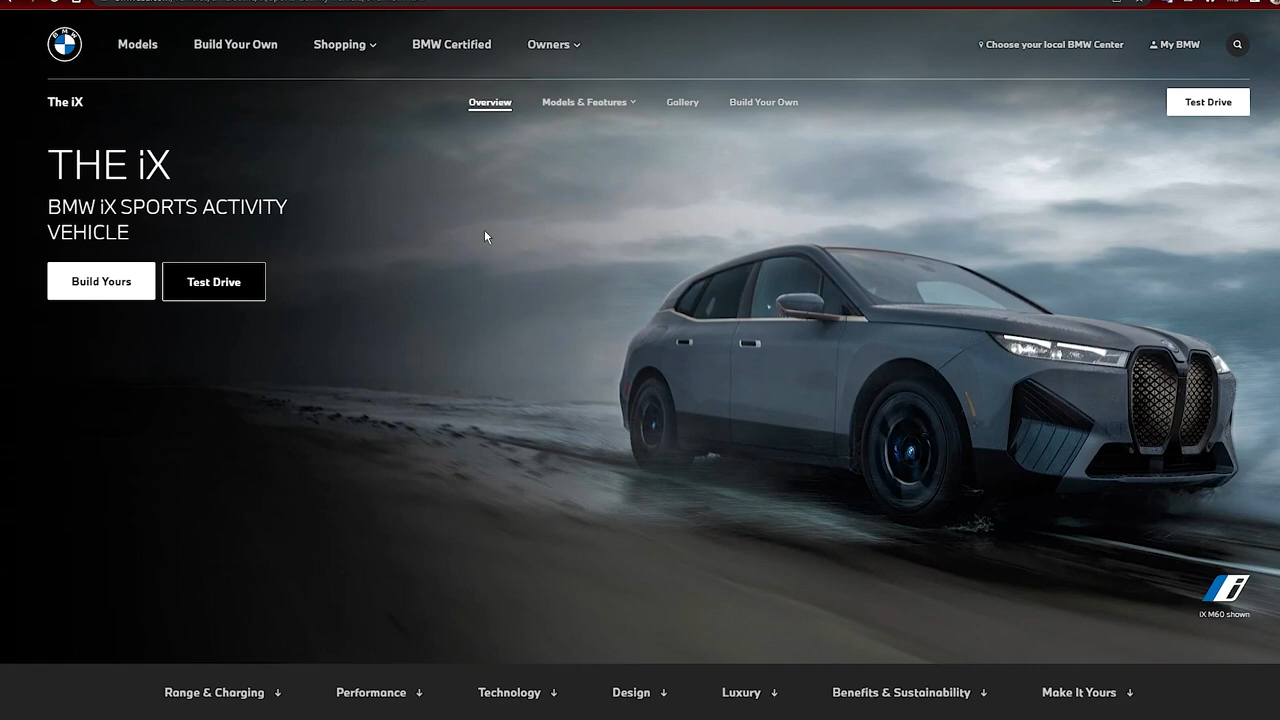 BMW
Models
Build Your Own
Shopping
BMW Certified
Owners
Choose your local BMW Center
My BMW
The iX
Overview
Models & Features
Gallery
Build Your Own
Test Drive
THE iX
BMW iX SPORTS ACTIVITY
VEHICLE
Build Yours
Test Drive
i
iX M60 shown
Range & Charging
Performance
Technology
Design
Luxury
Benefits & Sustainability
Make It Yours